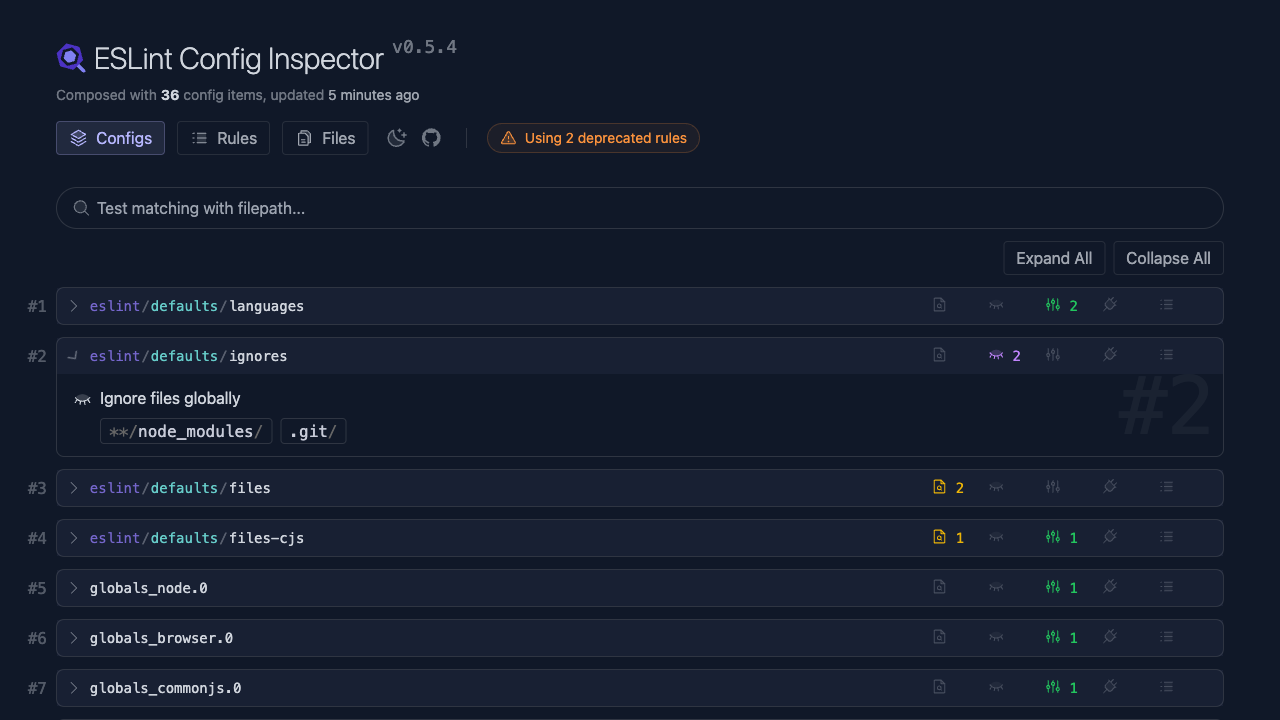 ESLint Config Inspector v0.5.4
Composed with 36 config items, updated 5 minutes ago
Configs Rules Files Using 2 deprecated rules
Test matching with filepath...
Expand All Collapse All
#1 eslint/defaults/languages 2
#2 eslint/defaults/ignores 2
Ignore files globally
#2
**/node_modules/ .git/
#3 eslint/defaults/files 2
#4 eslint/defaults/files-cjs 1 1
#5 globals_node.0 1
#6 globals_browser.0 1
#7 globals_commonjs.0 1